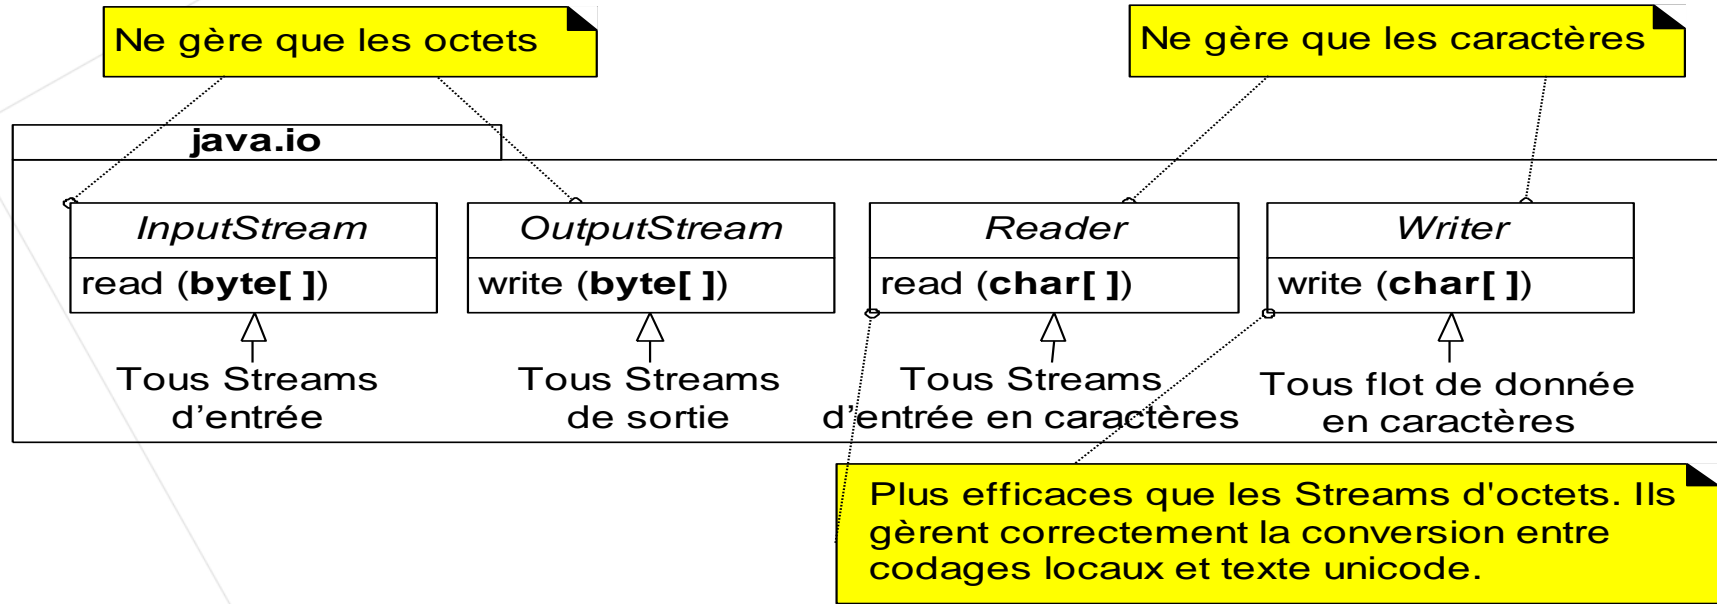 Ne gère que les octets
Ne gère que les caractères
java.io
InputStream
read (byte[ ])
OutputStream
write (byte[ ])
Reader
read (char[ ])
Writer
write (char[ ])
Tous Streams
d’entrée
Tous Streams
de sortie
Tous Streams
d’entrée en caractères
Tous flot de donnée
en caractères
Plus efficaces que les Streams d'octets. Ils
gèrent correctement la conversion entre
codages locaux et texte unicode.